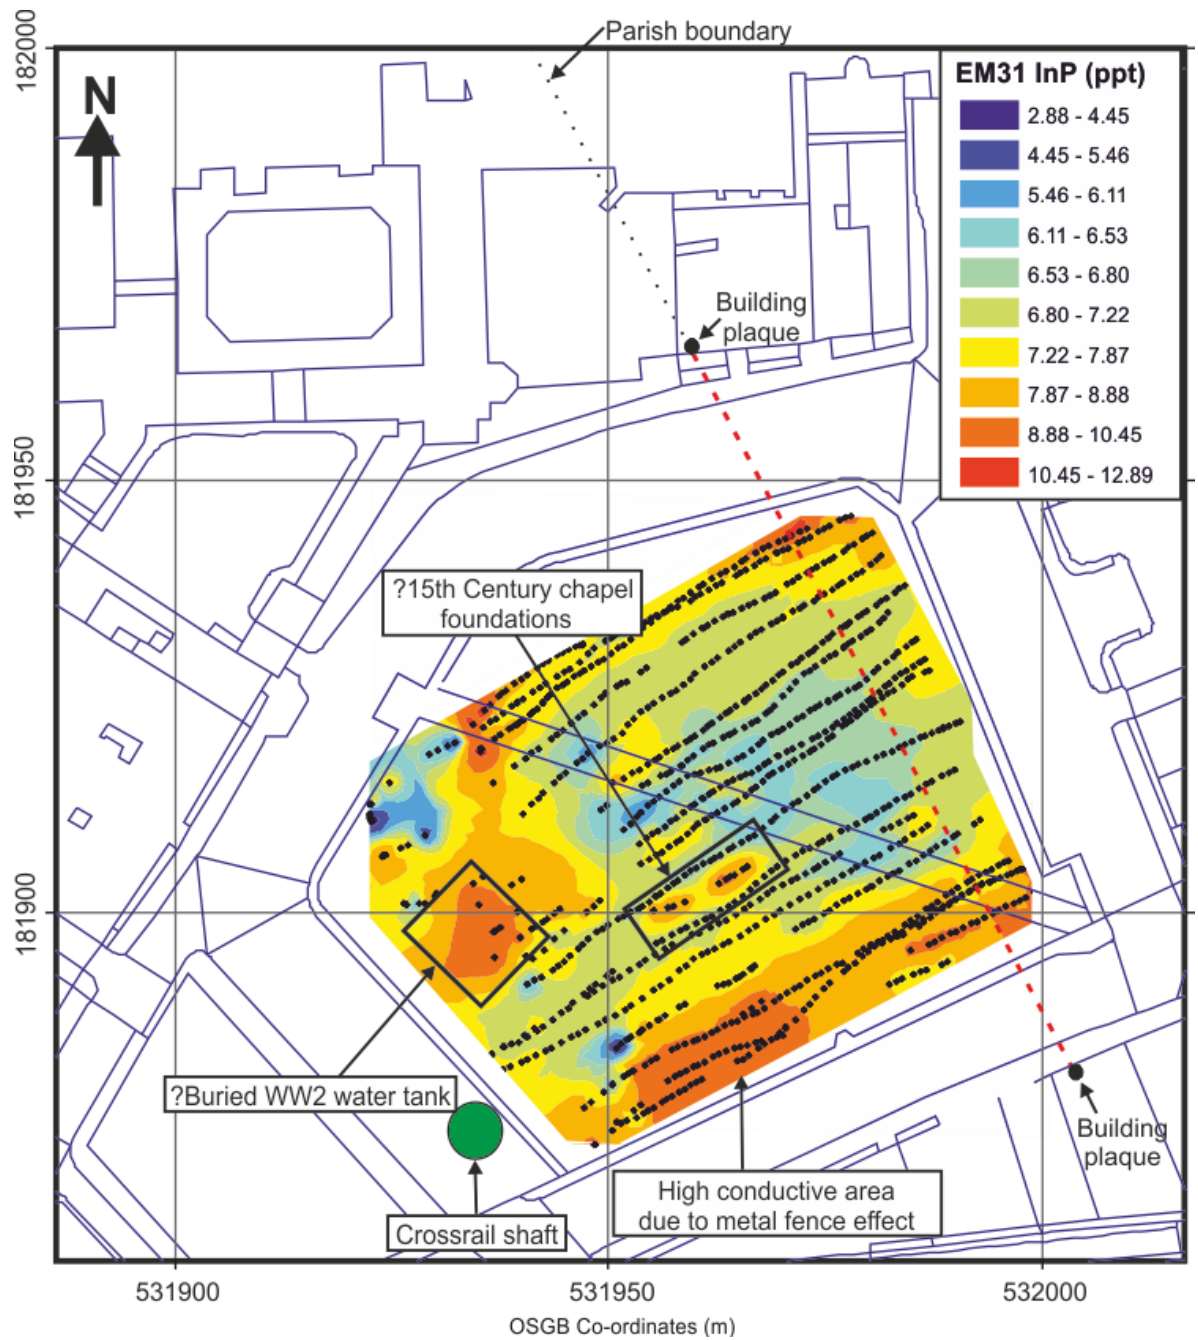 Parish boundary
182000
N
EM31 InP (ppt)
2.88 - 4.45
4.45 - 5.46
5.46 - 6.11
6.11 - 6.53
6.53 - 6.80
6.80 - 7.22
7.22 - 7.87
7.87 - 8.88
8.88 - 10.45
10.45 - 12.89
Building
plaque
181950
?15th Century chapel
foundations
181900
?Buried WW2 water tank
Building
plaque
High conductive area
due to metal fence effect
Crossrail shaft
531900
531950
532000
OSGB Co-ordinates (m)